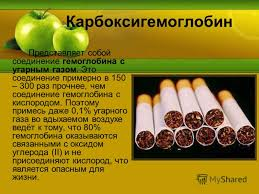 Карбоксигемоглобин
Представляет собой
соединение гемоглобина с
угарным газом. Это
соединение примерно в 150
– 300 раз прочнее, чем
соединение гемоглобина с
кислородом. Поэтому
примесь даже 0,1% угарного
газа во вдыхаемом воздухе
ведёт к тому, что 80%
гемоглобина оказываются
связанными с оксидом
углерода (II) и не
присоединяют кислород, что
является опасным для
жизни.
MyShared